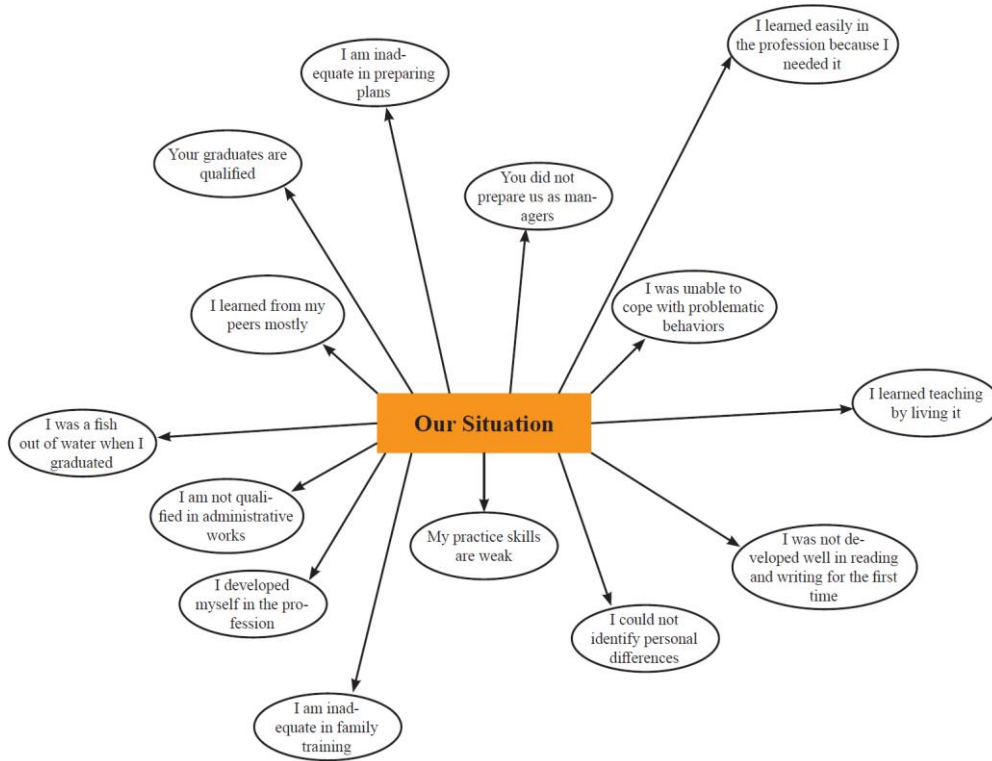 I learned easily in
the profession because I
needed it
I am inad-
equate in preparing
plans
Your graduates are
qualified
You did not
prepare us as man-
agers
I learned from my
peers mostly
I was unable to
cope with problematic
behaviors
I learned teaching
by living it
Our Situation
I was a fish
out of water when I
graduated
I am not quali-
fied in administrative
works
My practice skills
are weak
I was not de-
veloped well in reading
and writing for the first
time
I developed
myself in the pro-
fession
I could not
identify personal
differences
I am inad-
equate in family
training